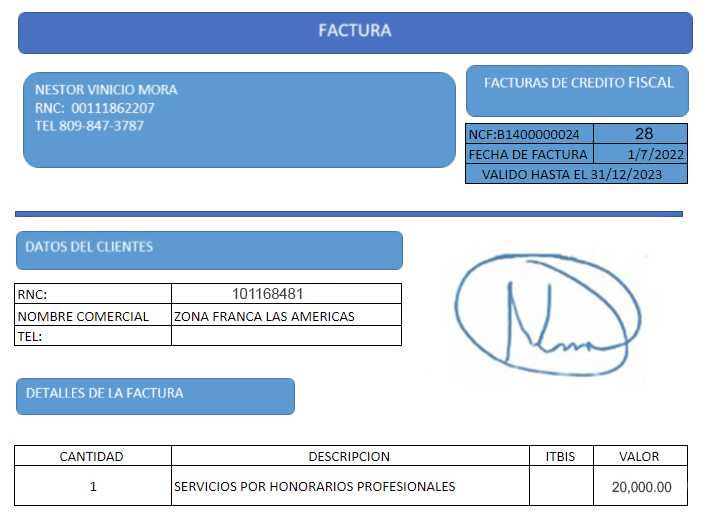 FACTURA
NESTOR VINICIO MORA
RNC: 00111862207
TEL 809-847-3787
FACTURAS DE CREDITO FISCAL
NCF:B1400000024 28
FECHA DE FACTURA 1/7/2022
VALIDO HASTA EL 31/12/2023
DATOS DEL CLIENTES
RNC: 101168481
NOMBRE COMERCIAL ZONA FRANCA LAS AMERICAS
TEL:
DETALLES DE LA FACTURA
CANTIDAD DESCRIPCION ITBIS VALOR
1 SERVICIOS POR HONORARIOS PROFESIONALES 20,000.00